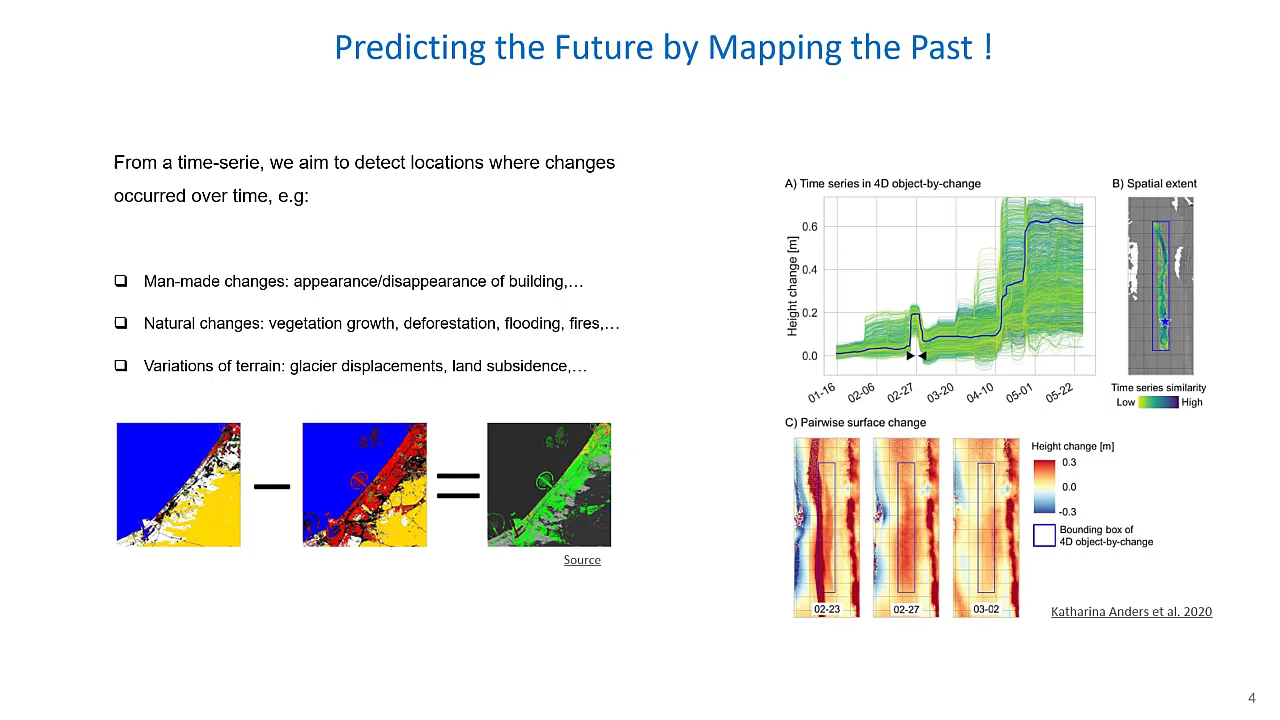 Predicting the Future by Mapping the Past !
From a time-serie, we aim to detect locations where changes
occurred over time, e.g:
Man-made changes: appearance/disappearance of building,…
Natural changes: vegetation growth, deforestation, flooding, fires,…
Variations of terrain: glacier displacements, land subsidence,…
Source
A) Time series in 4D object-by-change
Height change [m]
0.6
0.4
0.2
0.0
01-16
02-06
02-27
03-20
04-10
05-01
05-22
B) Spatial extent
Time series similarity
Low
High
C) Pairwise surface change
02-23
02-27
03-02
Height change [m]
0.3
0.0
-0.3
Bounding box of
4D object-by-change
Katharina Anders et al. 2020
4